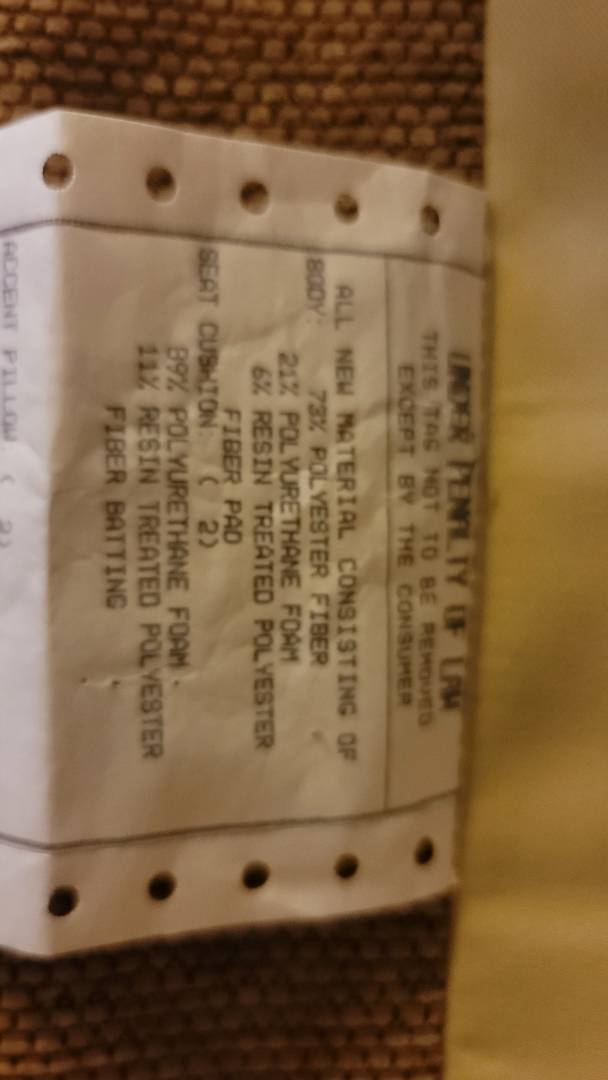 UNDER PENALTY OF LAW
THIS TAG NOT TO BE REMOVED
EXCEPT BY THE CONSUMER
ALL NEW MATERIAL CONSISTING OF
BODY: 73% POLYESTER FIBER
21% POLYURETHANE FOAM
6% RESIN TREATED POLYESTER
FIBER PAD
SEAT CUSHION: ( 2)
89% POLYURETHANE FOAM
11% RESIN TREATED POLYESTER
FIBER BATTING
ACCENT PILLOW: ( 2)